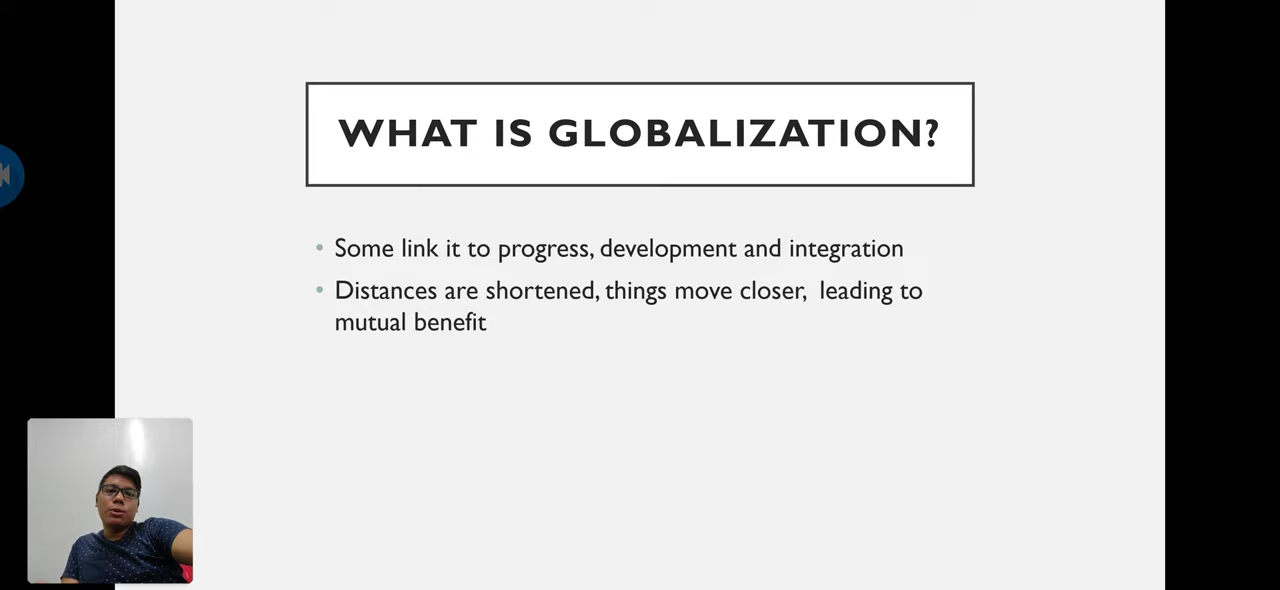 WHAT IS GLOBALIZATION?
• Some link it to progress, development and integration
• Distances are shortened, things move closer, leading to
mutual benefit